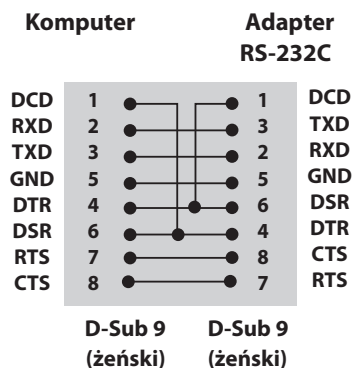 Komputer Adapter
RS-232C
DCD 1 1 DCD
RXD 2 3 TXD
TXD 3 2 RXD
GND 5 5 GND
DTR 4 6 DSR
DSR 6 4 DTR
RTS 7 8 CTS
CTS 8 7 RTS
D-Sub 9 D-Sub 9
(żeński) (żeński)